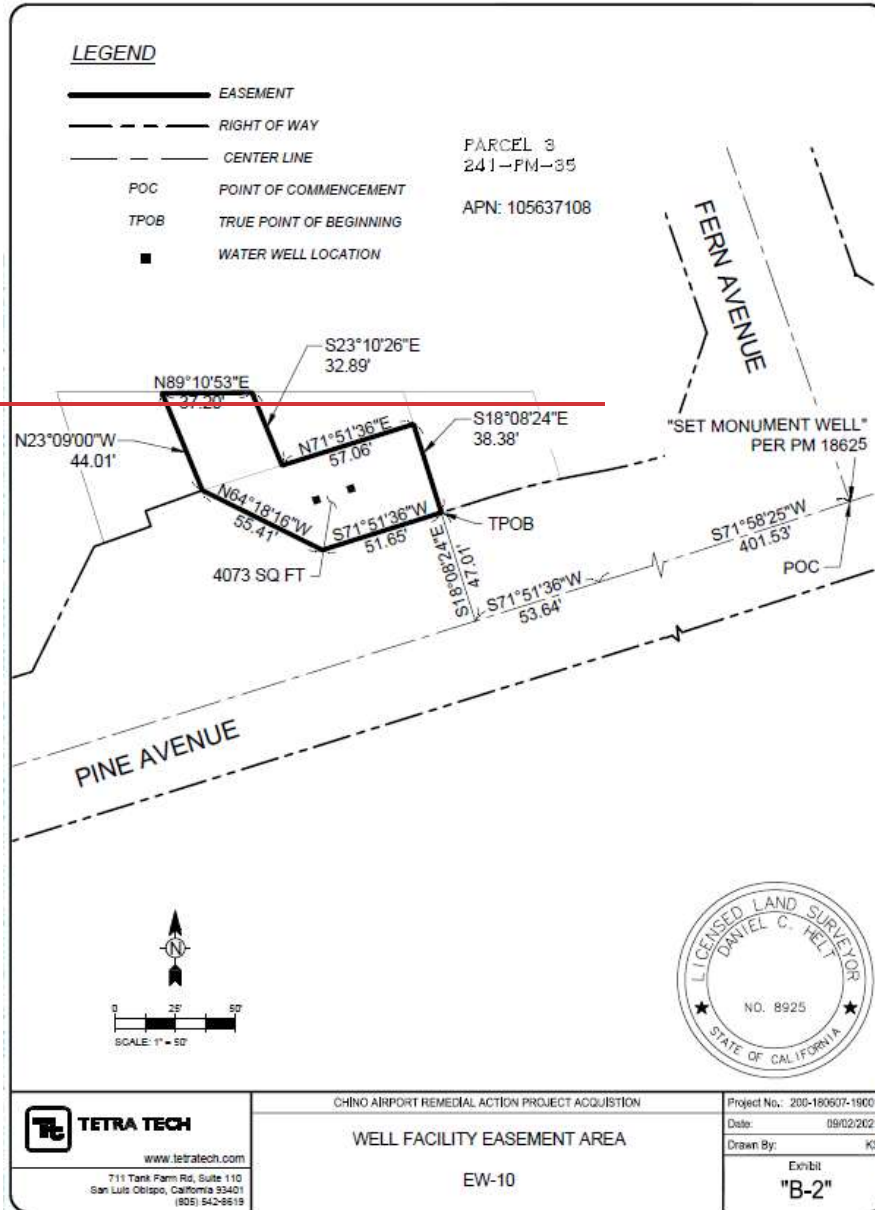 LEGEND
EASEMENT
RIGHT OF WAY
CENTER LINE
POC POINT OF COMMENCEMENT
TPOB TRUE POINT OF BEGINNING
WATER WELL LOCATION
PARCEL 3
241-PM-35
APN: 105637108
FERN AVENUE
S23°10'26"E
32.89'
N89°10'53"E
37.20'
N71°51'36"E
57.06'
S18°08'24"E
38.38'
"SET MONUMENT WELL"
PER PM 18625
N23°09'00"W
44.01'
N64°18'16"W
55.41'
S71°51'36"W
51.65'
TPOB
4073 SQ FT
S18°08'24"E
47.01'
S71°51'36"W
53.64'
S71°58'25"W
401.53'
POC
PINE AVENUE
N
0 25' 50'
SCALE: 1" = 50'
LICENSED LAND SURVEYOR
DANIEL C. HELT
NO. 8925
STATE OF CALIFORNIA
TETRA TECH
www.tetratech.com
711 Tank Farm Rd, Suite 110
San Luis Obispo, California 93401
(805) 542-8619
CHINO AIRPORT REMEDIAL ACTION PROJECT ACQUISTION
WELL FACILITY EASEMENT AREA
EW-10
Project No.: 200-180607-1900
Date: 09/02/202
Drawn By:
Exhibit
"B-2"